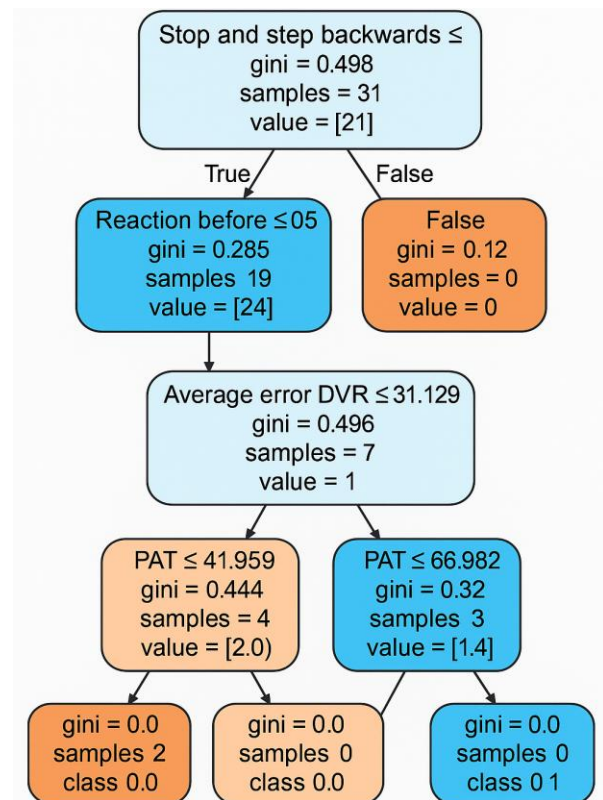 Stop and step backwards ≤
gini = 0.498
samples = 31
value = [21]
True
False
Reaction before ≤05
gini = 0.285
samples 19
value = [24]
False
gini = 0.12
samples = 0
value = 0
Average error DVR ≤ 31.129
gini = 0.496
samples = 7
value = 1
PAT ≤ 41.959
gini = 0.444
samples = 4
value = [2.0)
PAT ≤ 66.982
gini = 0.32
samples 3
value = [1.4]
gini = 0.0
samples 2
class 0.0
gini = 0.0
samples 0
class 0.0
gini = 0.0
samples 0
class 0 1